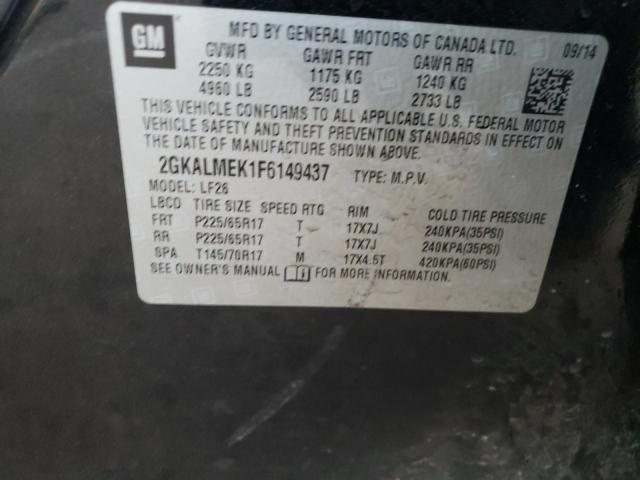 GM
MFD BY GENERAL MOTORS OF CANADA LTD. 09/14
GVWR GAWR FRT GAWR RR
2250 KG 1175 KG 1240 KG
4960 LB 2590 LB 2733 LB
THIS VEHICLE CONFORMS TO ALL APPLICABLE U.S. FEDERAL MOTOR
VEHICLE SAFETY AND THEFT PREVENTION STANDARDS IN EFFECT ON
THE DATE OF MANUFACTURE SHOWN ABOVE.
2GKALMEK1F6149437 TYPE: M.P.V.
MODEL: LF26
LBCD TIRE SIZE SPEED RTG RIM COLD TIRE PRESSURE
FRT P225/65R17 T 17X7J 240KPA(35PSI)
RR P225/65R17 T 17X7J 240KPA(35PSI)
SPA T145/70R17 M 17X4.5T 420KPA(60PSI)
SEE OWNER'S MANUAL FOR MORE INFORMATION